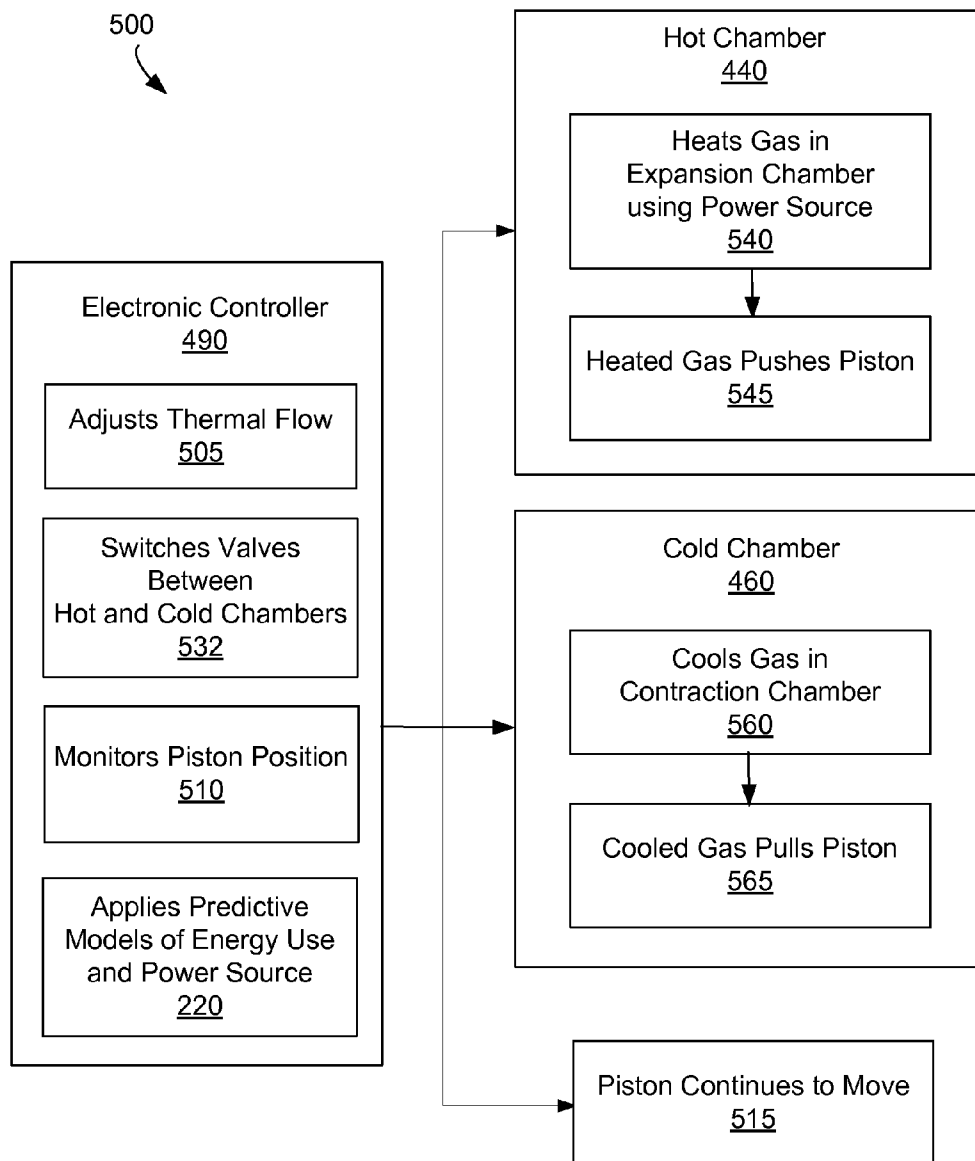 500
Electronic Controller
490
Adjusts Thermal Flow
505
Switches Valves
Between
Hot and Cold Chambers
532
Monitors Piston Position
510
Applies Predictive
Models of Energy Use
and Power Source
220
Hot Chamber
440
Heats Gas in
Expansion Chamber
using Power Source
540
Heated Gas Pushes Piston
545
Cold Chamber
460
Cools Gas in
Contraction Chamber
560
Cooled Gas Pulls Piston
565
Piston Continues to Move
515